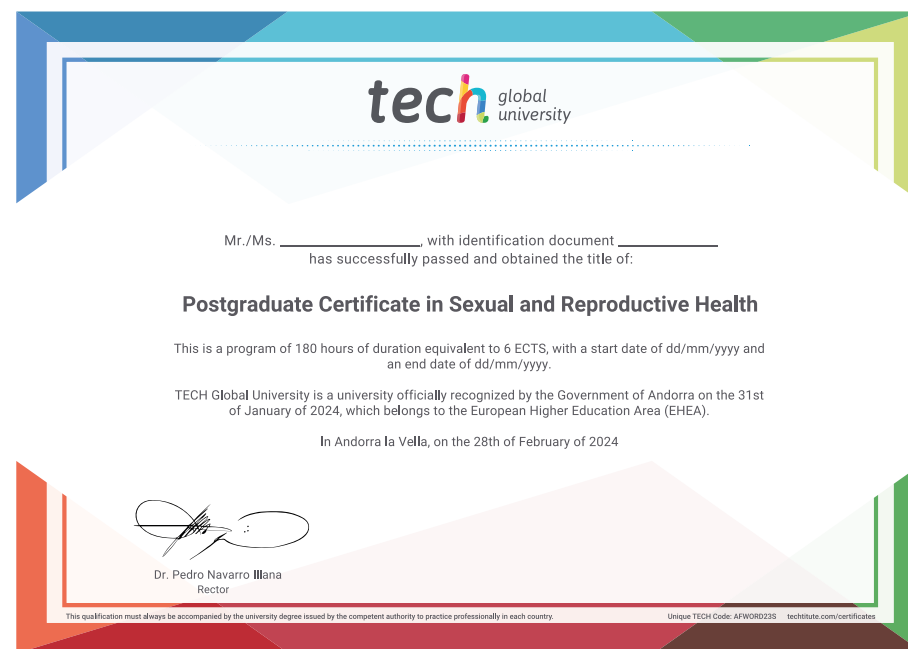 tech global
university
Mr./Ms. ____________, with identification document ____________
has successfully passed and obtained the title of:
Postgraduate Certificate in Sexual and Reproductive Health
This is a program of 180 hours of duration equivalent to 6 ECTS, with a start date of dd/mm/yyyy and
an end date of dd/mm/yyyy.
TECH Global University is a university officially recognized by the Government of Andorra on the 31st
of January of 2024, which belongs to the European Higher Education Area (EHEA).
In Andorra la Vella, on the 28th of February of 2024
Dr. Pedro Navarro Illana
Rector
This qualification must always be accompanied by the university degree issued by the competent authority to practice professionally in each country.
Unique TECH Code: AFWORD23S techtitute.com/certificates